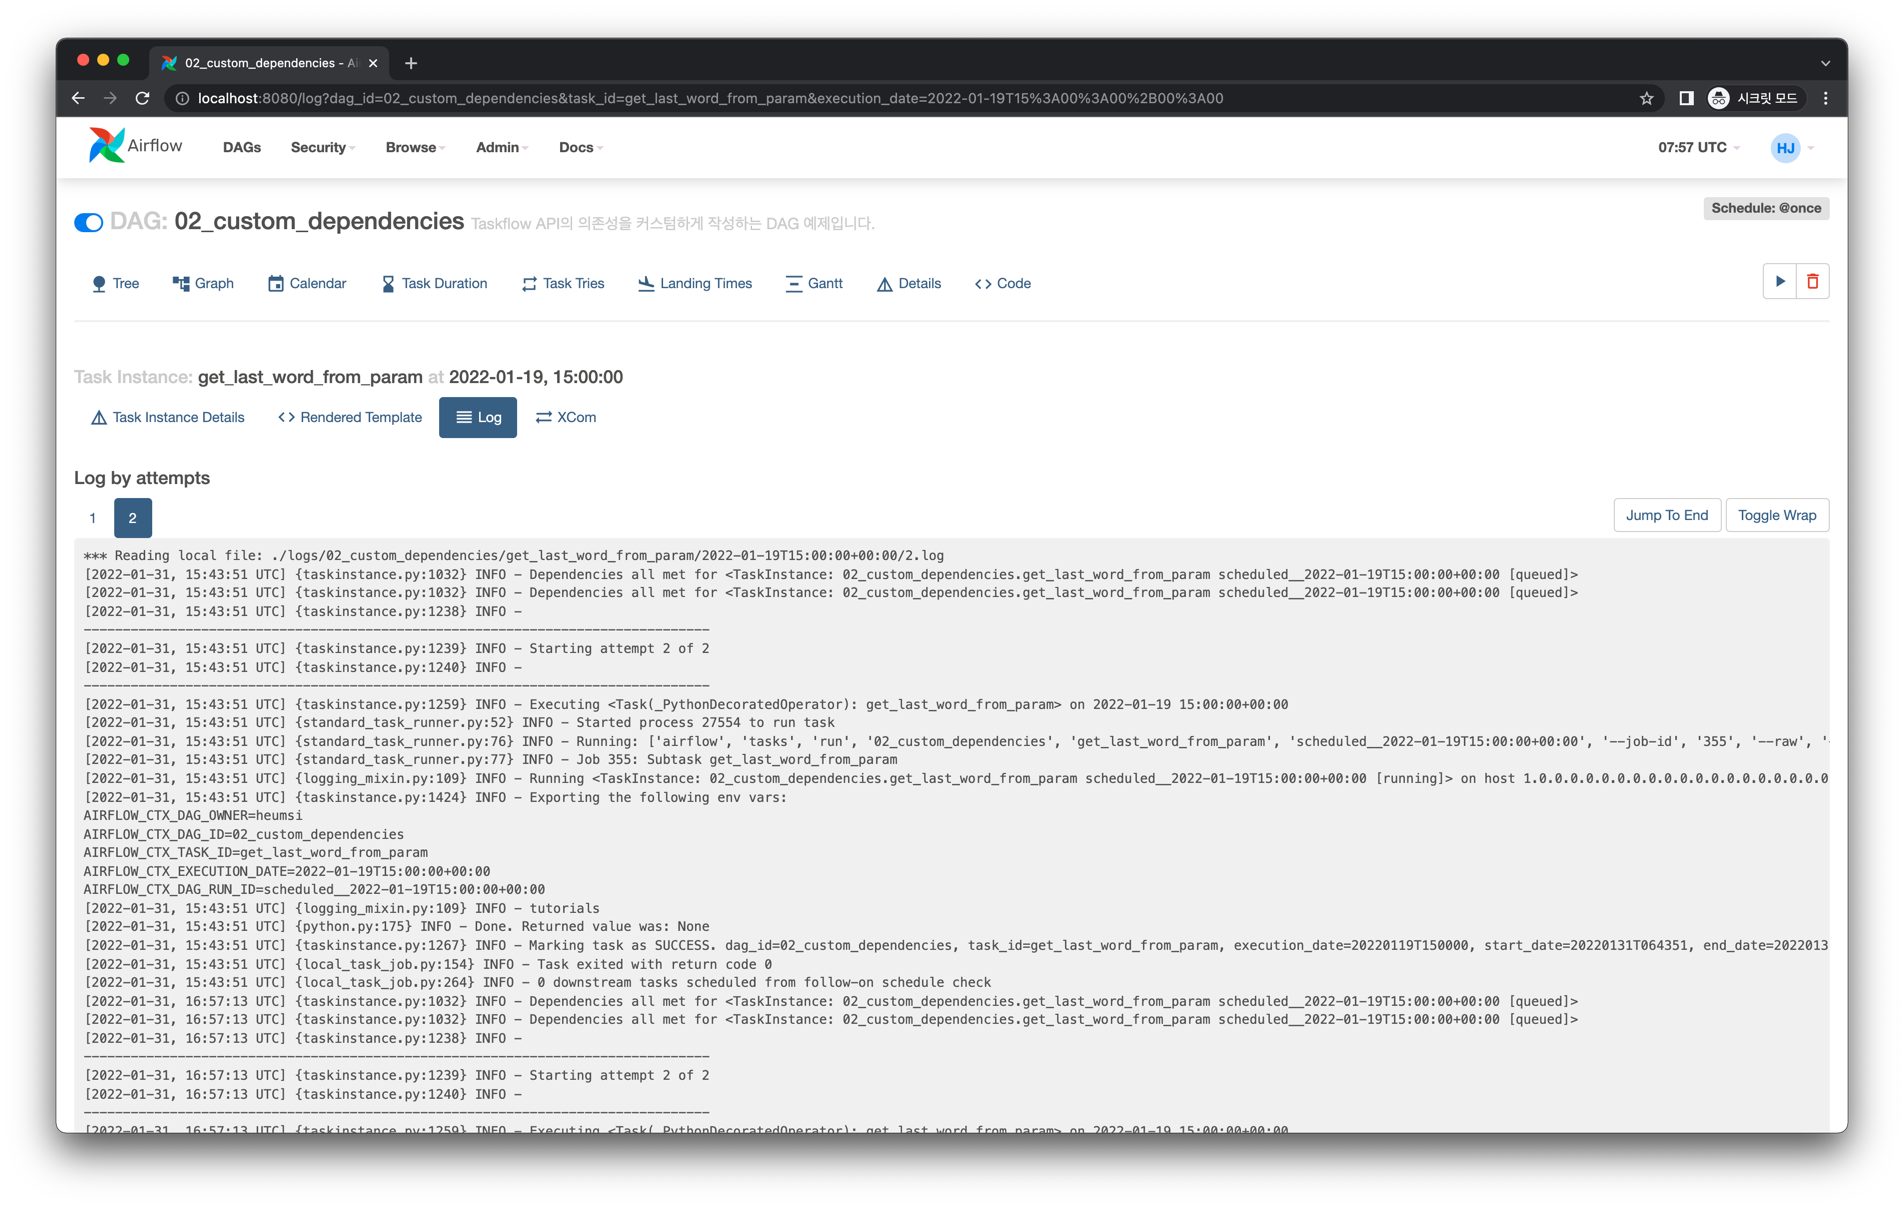 02_custom_dependencies - Ai
localhost:8080/log?dag_id=02_custom_dependencies&task_id=get_last_word_from_param&execution_date=2022-01-19T15%3A00%3A00%2B00%3A00
시크릿 모드
Airflow DAGs Security Browse Admin Docs 07:57 UTC HJ
Schedule: @once
DAG: 02_custom_dependencies Taskflow API의 의존성을 커스텀하게 작성하는 DAG 예제입니다.
Tree Graph Calendar Task Duration Task Tries Landing Times Gantt Details Code
Task Instance: get_last_word_from_param at 2022-01-19, 15:00:00
Task Instance Details Rendered Template Log XCom
Log by attempts
1 2 Jump To End Toggle Wrap
*** Reading local file: ./logs/02_custom_dependencies/get_last_word_from_param/2022-01-19T15:00:00+00:00/2.log
[2022-01-31, 15:43:51 UTC] {taskinstance.py:1032} INFO - Dependencies all met for <TaskInstance: 02_custom_dependencies.get_last_word_from_param scheduled__2022-01-19T15:00:00+00:00 [queued]>
[2022-01-31, 15:43:51 UTC] {taskinstance.py:1032} INFO - Dependencies all met for <TaskInstance: 02_custom_dependencies.get_last_word_from_param scheduled__2022-01-19T15:00:00+00:00 [queued]>
[2022-01-31, 15:43:51 UTC] {taskinstance.py:1238} INFO -
--------------------------------------------------------------------------------
[2022-01-31, 15:43:51 UTC] {taskinstance.py:1239} INFO - Starting attempt 2 of 2
[2022-01-31, 15:43:51 UTC] {taskinstance.py:1240} INFO -
--------------------------------------------------------------------------------
[2022-01-31, 15:43:51 UTC] {taskinstance.py:1259} INFO - Executing <Task(_PythonDecoratedOperator): get_last_word_from_param> on 2022-01-19 15:00:00+00:00
[2022-01-31, 15:43:51 UTC] {standard_task_runner.py:52} INFO - Started process 27554 to run task
[2022-01-31, 15:43:51 UTC] {standard_task_runner.py:76} INFO - Running: ['airflow', 'tasks', 'run', '02_custom_dependencies', 'get_last_word_from_param', 'scheduled__2022-01-19T15:00:00+00:00', '--job-id', '355', '--raw', '-
[2022-01-31, 15:43:51 UTC] {standard_task_runner.py:77} INFO - Job 355: Subtask get_last_word_from_param
[2022-01-31, 15:43:51 UTC] {logging_mixin.py:109} INFO - Running <TaskInstance: 02_custom_dependencies.get_last_word_from_param scheduled__2022-01-19T15:00:00+00:00 [running]> on host 1.0.0.0.0.0.0.0.0.0.0.0.0.0.0.0.0.0.0.0
[2022-01-31, 15:43:51 UTC] {taskinstance.py:1424} INFO - Exporting the following env vars:
AIRFLOW_CTX_DAG_OWNER=heumsi
AIRFLOW_CTX_DAG_ID=02_custom_dependencies
AIRFLOW_CTX_TASK_ID=get_last_word_from_param
AIRFLOW_CTX_EXECUTION_DATE=2022-01-19T15:00:00+00:00
AIRFLOW_CTX_DAG_RUN_ID=scheduled__2022-01-19T15:00:00+00:00
[2022-01-31, 15:43:51 UTC] {logging_mixin.py:109} INFO - tutorials
[2022-01-31, 15:43:51 UTC] {python.py:175} INFO - Done. Returned value was: None
[2022-01-31, 15:43:51 UTC] {taskinstance.py:1267} INFO - Marking task as SUCCESS. dag_id=02_custom_dependencies, task_id=get_last_word_from_param, execution_date=20220119T150000, start_date=20220131T064351, end_date=2022013
[2022-01-31, 15:43:51 UTC] {local_task_job.py:154} INFO - Task exited with return code 0
[2022-01-31, 15:43:51 UTC] {local_task_job.py:264} INFO - 0 downstream tasks scheduled from follow-on schedule check
[2022-01-31, 16:57:13 UTC] {taskinstance.py:1032} INFO - Dependencies all met for <TaskInstance: 02_custom_dependencies.get_last_word_from_param scheduled__2022-01-19T15:00:00+00:00 [queued]>
[2022-01-31, 16:57:13 UTC] {taskinstance.py:1032} INFO - Dependencies all met for <TaskInstance: 02_custom_dependencies.get_last_word_from_param scheduled__2022-01-19T15:00:00+00:00 [queued]>
[2022-01-31, 16:57:13 UTC] {taskinstance.py:1238} INFO -
--------------------------------------------------------------------------------
[2022-01-31, 16:57:13 UTC] {taskinstance.py:1239} INFO - Starting attempt 2 of 2
[2022-01-31, 16:57:13 UTC] {taskinstance.py:1240} INFO -
--------------------------------------------------------------------------------
[2022-01-31, 16:57:13 UTC] {taskinstance.py:1259} INFO - Executing <Task(_PythonDecoratedOperator): get_last_word_from_param> on 2022-01-19 15:00:00+00:00